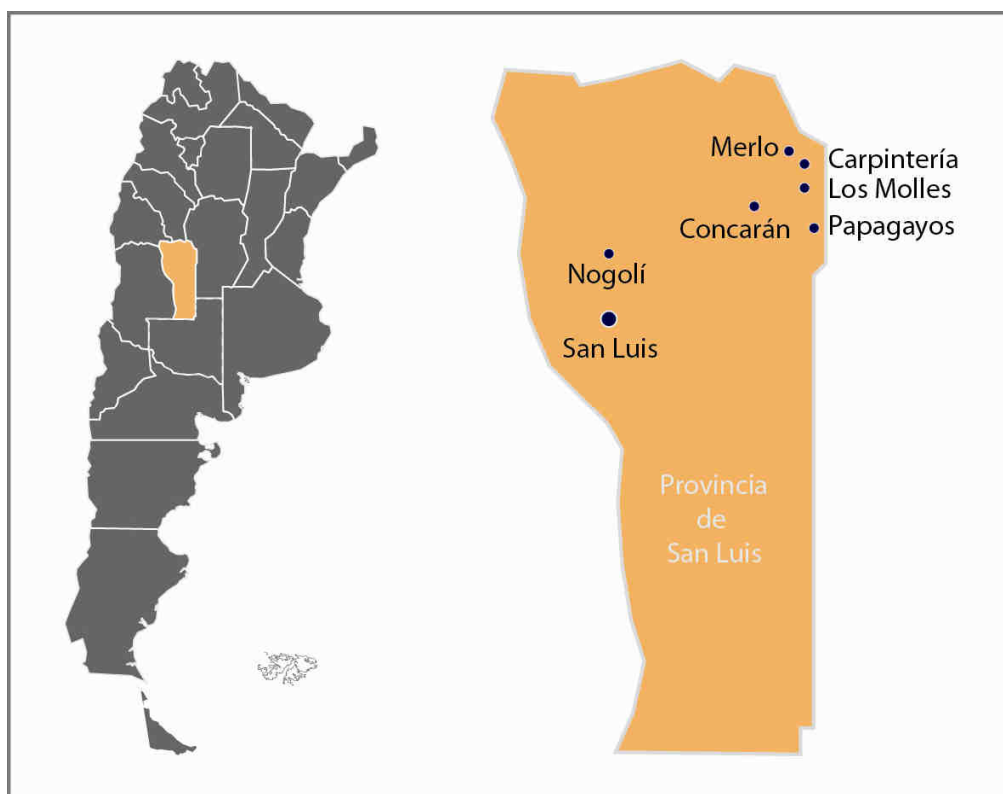 Merlo
Carpintería
Los Molles
Concarán
Papagayos
Nogolí
San Luis
Provincia
de
San Luis